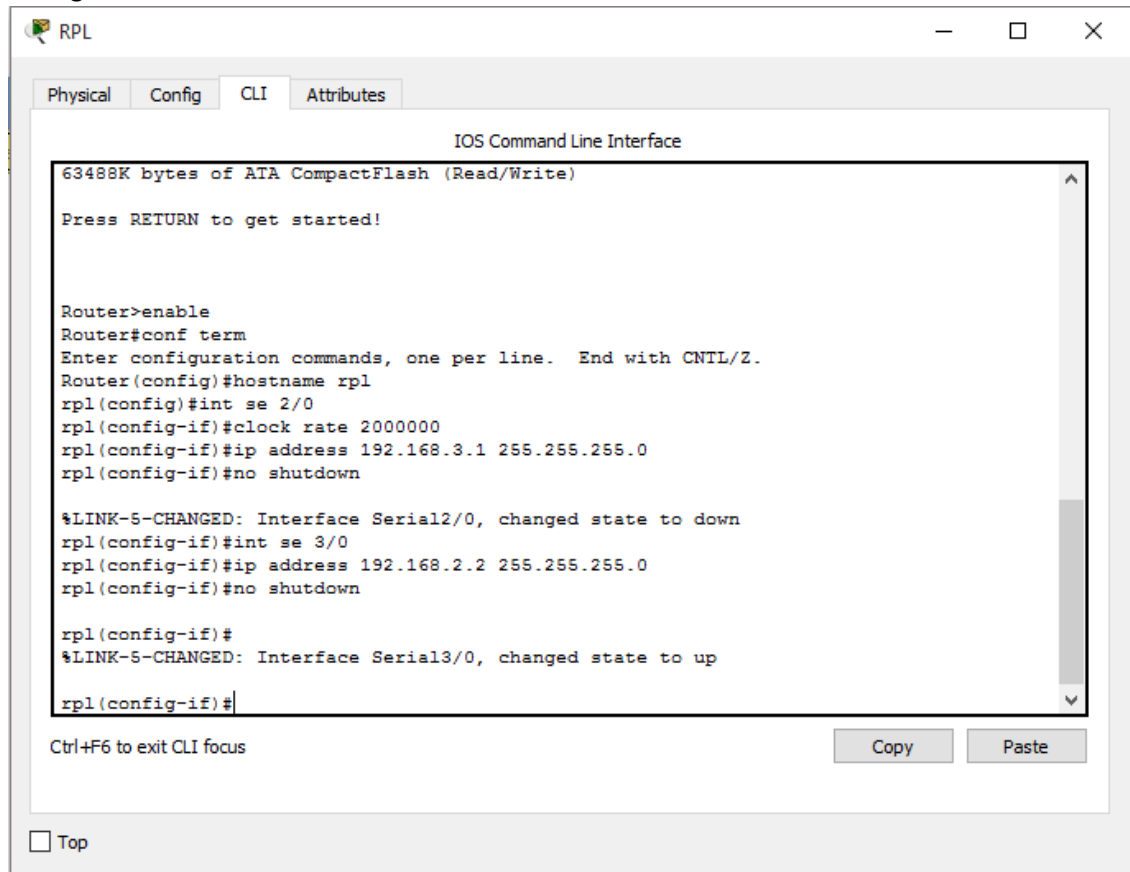 RPL
Physical Config CLI Attributes
IOS Command Line Interface
63488K bytes of ATA CompactFlash (Read/Write)
Press RETURN to get started!
Router>enable
Router#conf term
Enter configuration commands, one per line.  End with CNTL/Z.
Router(config)#hostname rpl
rpl(config)#int se 2/0
rpl(config-if)#clock rate 2000000
rpl(config-if)#ip address 192.168.3.1 255.255.255.0
rpl(config-if)#no shutdown
%LINK-5-CHANGED: Interface Serial2/0, changed state to down
rpl(config-if)#int se 3/0
rpl(config-if)#ip address 192.168.2.2 255.255.255.0
rpl(config-if)#no shutdown
rpl(config-if)#
%LINK-5-CHANGED: Interface Serial3/0, changed state to up
rpl(config-if)#
Ctrl+F6 to exit CLI focus
Copy Paste
Top